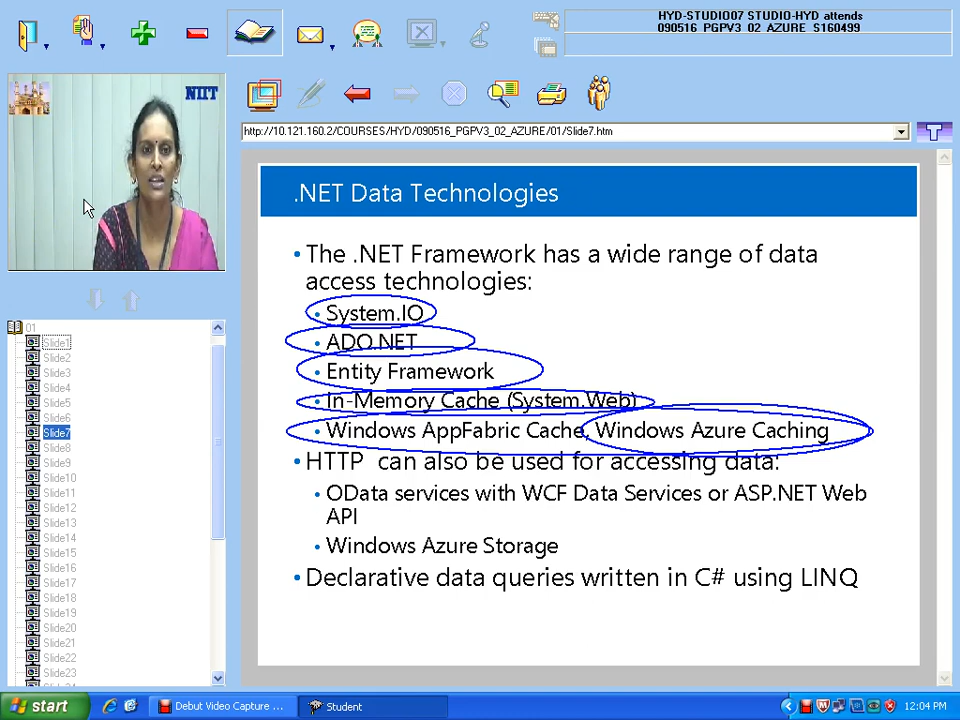 HYD-STUDIO07 STUDIO-HYD attends
090516_PGPV3_02_AZURE_S160499
NIIT
http://10.121.160.2/COURSES/HYD/090516_PGPV3_02_AZURE/01/Slide7.htm
T
.NET Data Technologies
•The .NET Framework has a wide range of data
access technologies:
• System.IO
• ADO.NET
• Entity Framework
• In-Memory Cache (System.Web)
• Windows AppFabric Cache, Windows Azure Caching
•HTTP can also be used for accessing data:
• OData services with WCF Data Services or ASP.NET Web
API
• Windows Azure Storage
•Declarative data queries written in C# using LINQ
01
Slide1
Slide2
Slide3
Slide4
Slide5
Slide6
Slide7
Slide8
Slide9
Slide10
Slide11
Slide12
Slide13
Slide14
Slide15
Slide16
Slide17
Slide18
Slide19
Slide20
Slide21
Slide22
Slide23
start
Debut Video Capture ...
Student
12:04 PM